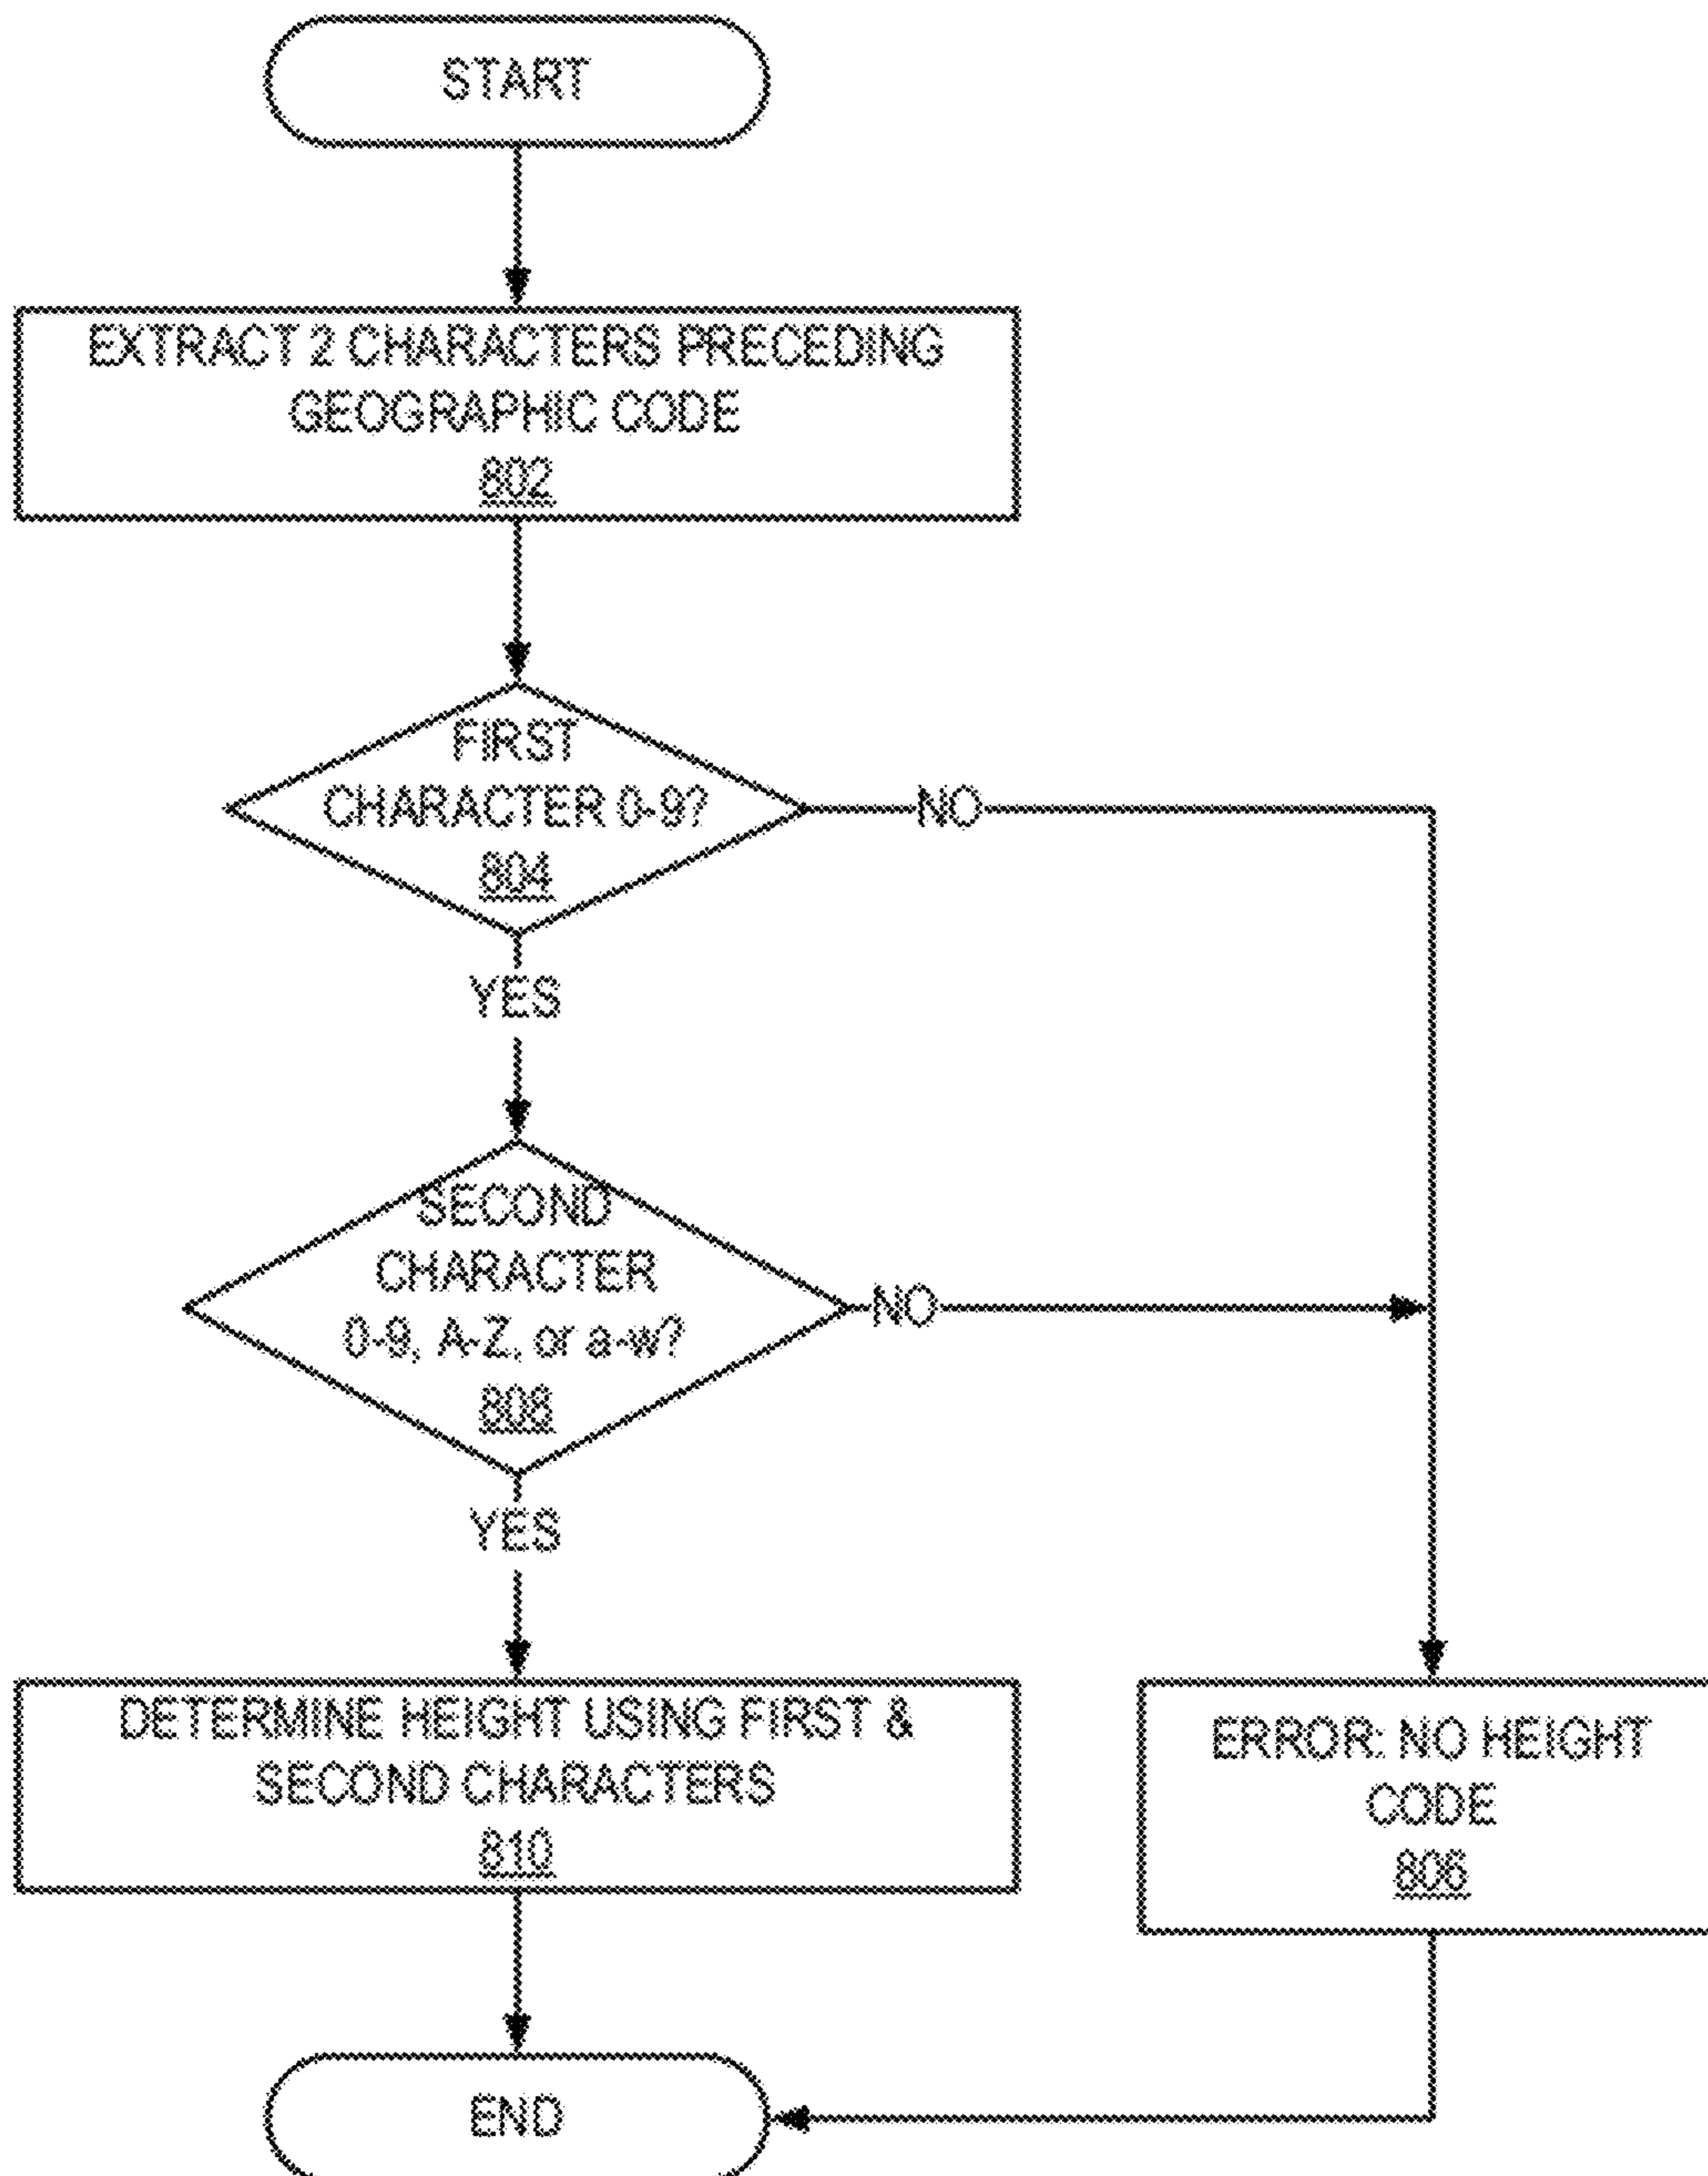 START
EXTRACT 2 CHARACTERS PRECEDING
GEOGRAPHIC CODE
802
FIRST
CHARACTER 0-9?
804
NO
YES
SECOND
CHARACTER
0-9, A-Z, or a-w?
808
NO
YES
DETERMINE HEIGHT USING FIRST &
SECOND CHARACTERS
810
ERROR: NO HEIGHT
CODE
806
END